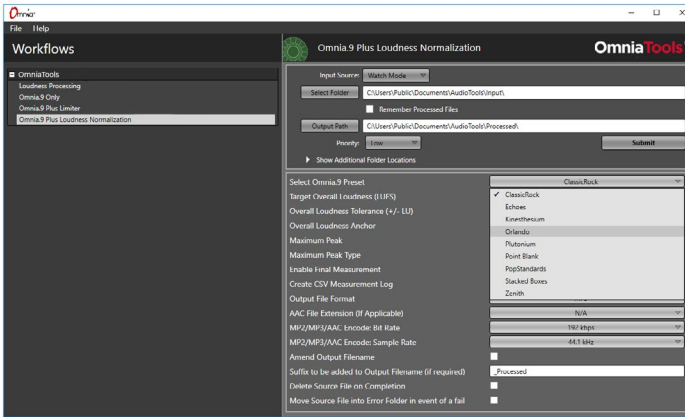 Omnia
File Help
Workflows
OmniaTools
Loudness Processing
Omnia.9 Only
Omnia.9 Plus Limiter
Omnia.9 Plus Loudness Normalization
Omnia.9 Plus Loudness Normalization
OmniaTools
Input Source: Watch Mode
Select Folder C:\Users\Public\Documents\AudioTools\Input\
Remember Processed Files
Output Path C:\Users\Public\Documents\AudioTools\Processed\
Priority: Low Submit
Show Additional Folder Locations
Select Omnia.9 Preset ClassicRock
Target Overall Loudness (LUFS)
Overall Loudness Tolerance (+/- LU)
Overall Loudness Anchor
Maximum Peak
Maximum Peak Type
Enable Final Measurement
Create CSV Measurement Log
Output File Format
✓ ClassicRock
Echoes
Kinesthesium
Orlando
Plutonium
Point Blank
PopStandards
Stacked Boxes
Zenith
AAC File Extension (If Applicable) N/A
MP2/MP3/AAC Encode: Bit Rate 192 kbps
MP2/MP3/AAC Encode: Sample Rate 44.1 kHz
Amend Output Filename
Suffix to be added to Output Filename (if required) _Processed
Delete Source File on Completion
Move Source File into Error Folder in event of a fail